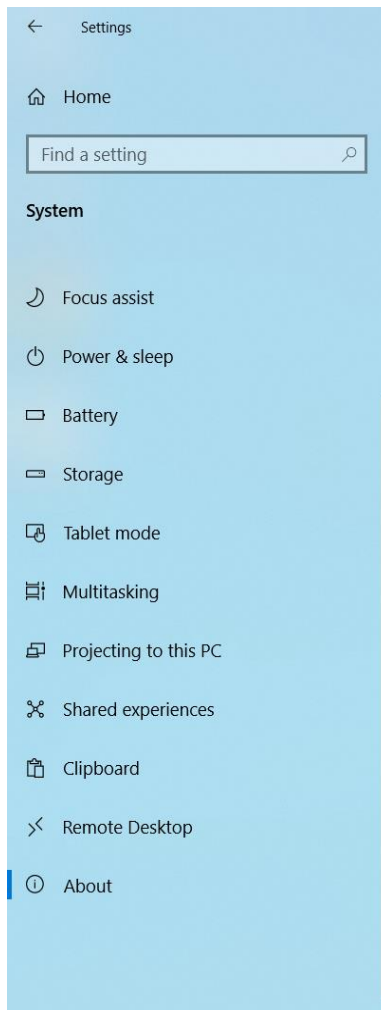 Settings
Home
Find a setting
System
Focus assist
Power & sleep
Battery
Storage
Tablet mode
Multitasking
Projecting to this PC
Shared experiences
Clipboard
Remote Desktop
About